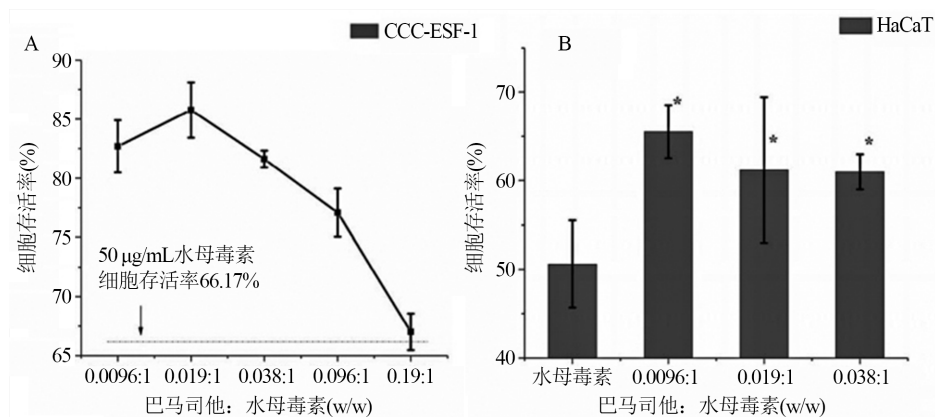 A
CCC-ESF-1
90
85
80
75
70
65
细胞存活率(%)
50 μg/mL水母毒素
细胞存活率66.17%
0.0096:1 0.019:1 0.038:1 0.096:1 0.19:1
巴马司他：水母毒素(w/w)
B
HaCaT
70
60
50
40
细胞存活率(%)
* * *
水母毒素 0.0096:1 0.019:1 0.038:1
巴马司他：水母毒素(w/w)